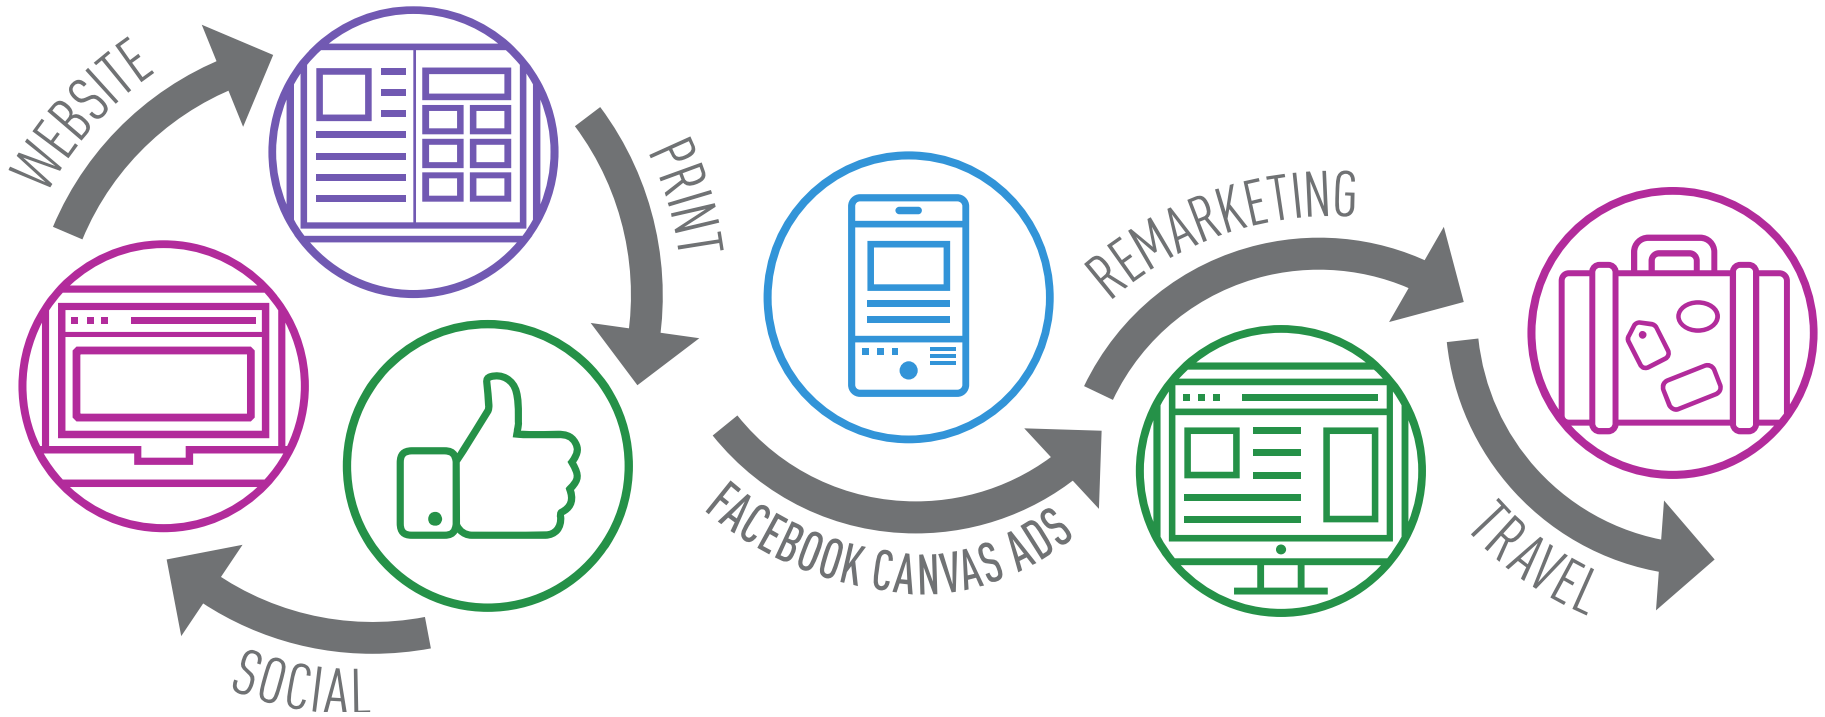 WEBSITE
PRINT
SOCIAL
FACEBOOK CANVAS ADS
REMARKETING
TRAVEL